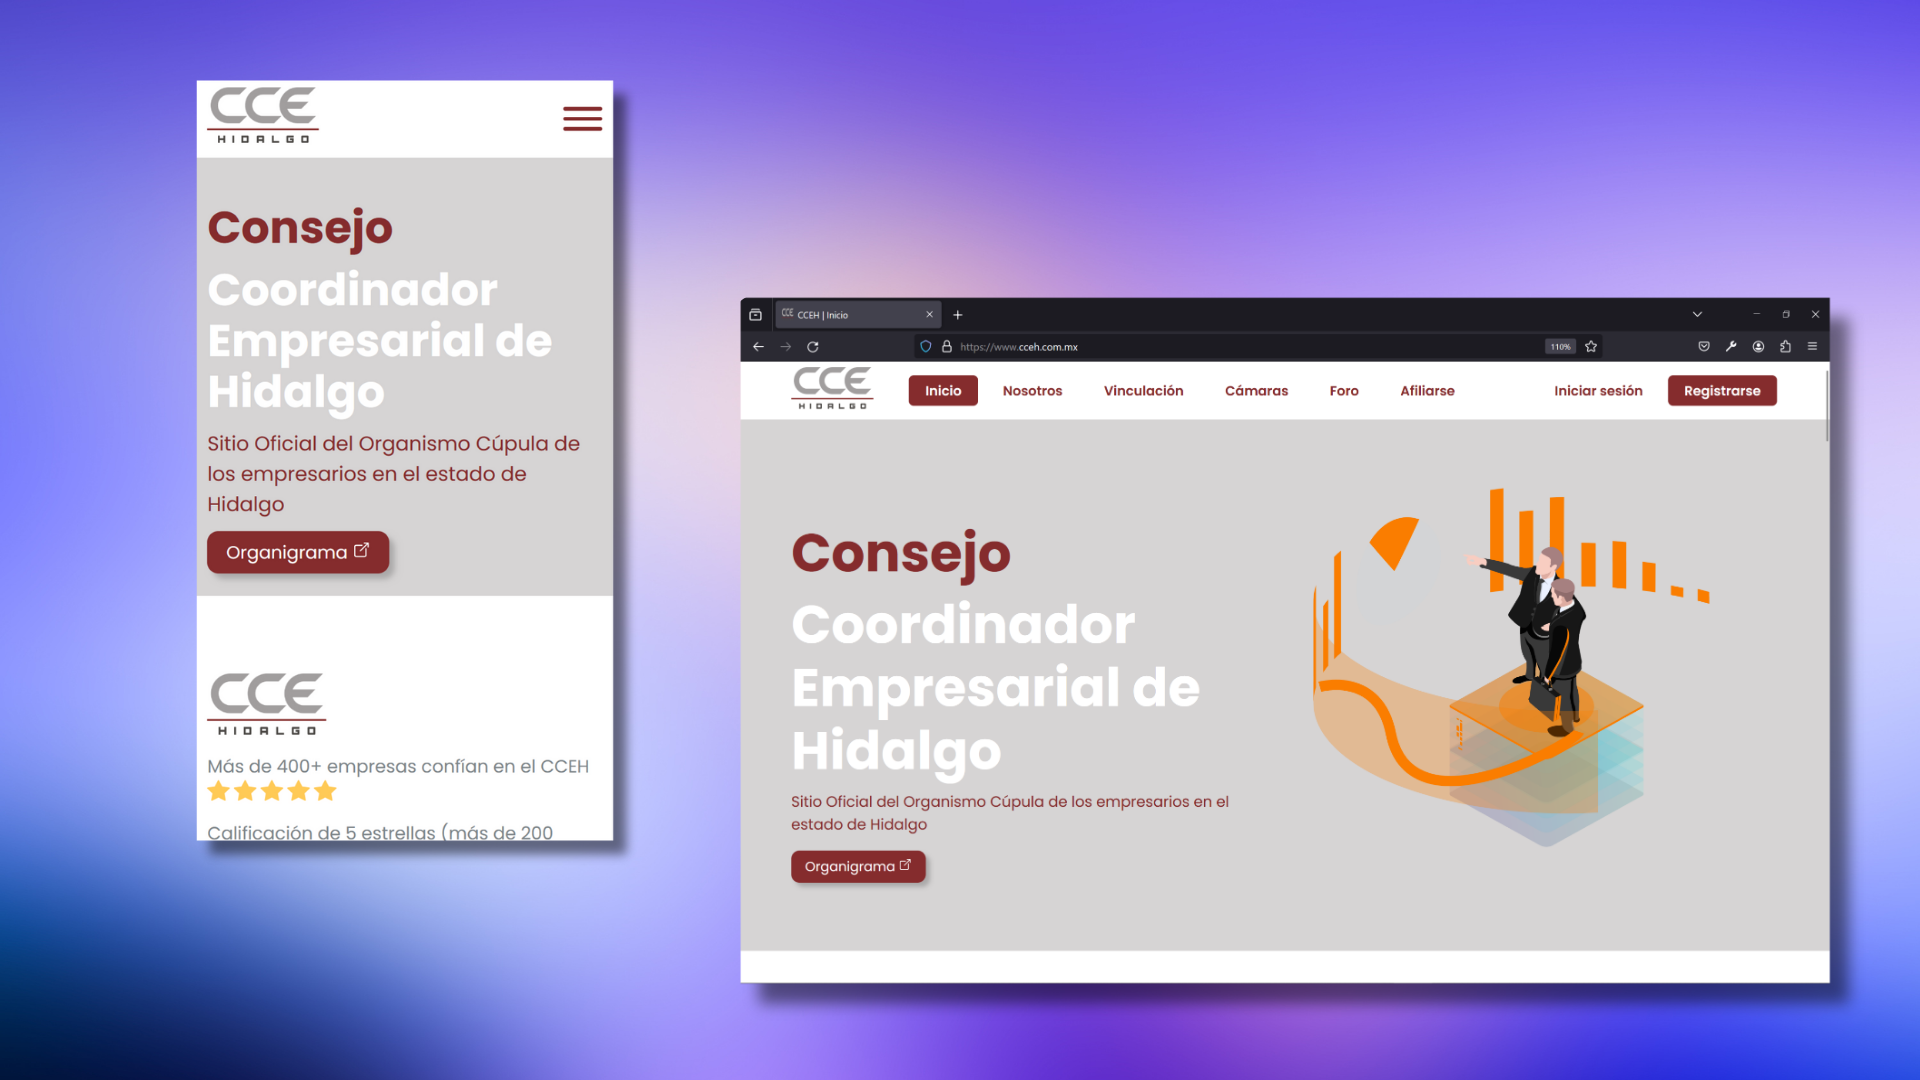 CCE
HIDALGO
Consejo
Coordinador
Empresarial de
Hidalgo
Sitio Oficial del Organismo Cúpula de
los empresarios en el estado de
Hidalgo
Organigrama
CCE
HIDALGO
Más de 400+ empresas confían en el CCEH
Calificación de 5 estrellas (más de 200
CCE CCEH | Inicio
https://www.cceh.com.mx 110%
CCE
HIDALGO
Inicio Nosotros Vinculación Cámaras Foro Afiliarse Iniciar sesión Registrarse
Consejo
Coordinador
Empresarial de
Hidalgo
Sitio Oficial del Organismo Cúpula de los empresarios en el
estado de Hidalgo
Organigrama